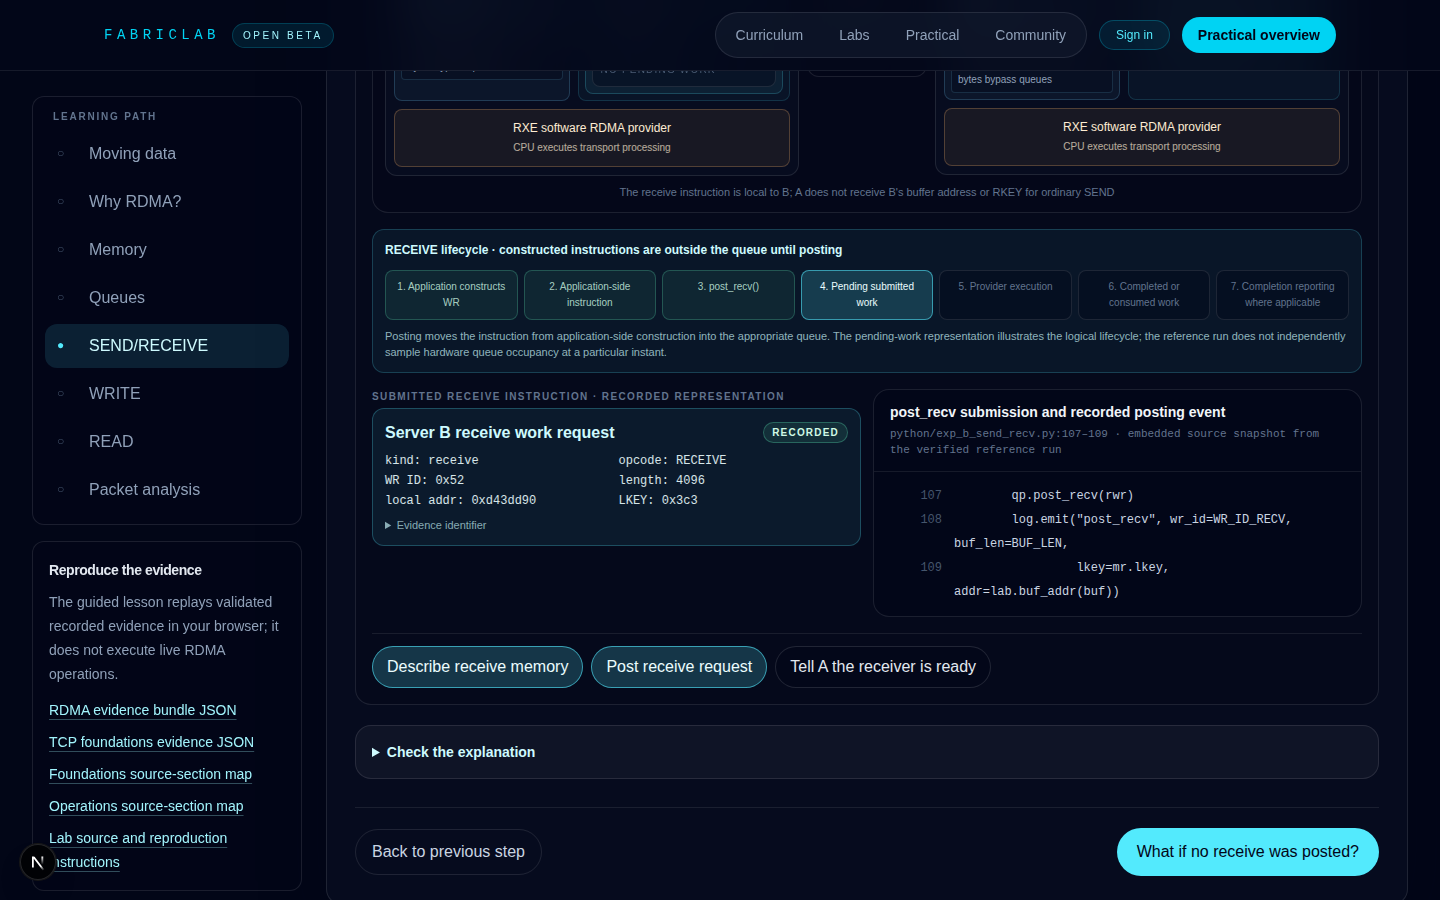 FABRICLAB
OPEN BETA
Curriculum
Labs
Practical
Community
Sign in
Practical overview
LEARNING PATH
Moving data
Why RDMA?
Memory
Queues
SEND/RECEIVE
WRITE
READ
Packet analysis
Reproduce the evidence
The guided lesson replays validated
recorded evidence in your browser; it
does not execute live RDMA
operations.
RDMA evidence bundle JSON
TCP foundations evidence JSON
Foundations source-section map
Operations source-section map
Lab source and reproduction
instructions
NO PENDING WORK
bytes bypass queues
RXE software RDMA provider
CPU executes transport processing
RXE software RDMA provider
CPU executes transport processing
The receive instruction is local to B; A does not receive B's buffer address or RKEY for ordinary SEND
RECEIVE lifecycle · constructed instructions are outside the queue until posting
1. Application constructs
WR
2. Application-side
instruction
3. post_recv()
4. Pending submitted
work
5. Provider execution
6. Completed or
consumed work
7. Completion reporting
where applicable
Posting moves the instruction from application-side construction into the appropriate queue. The pending-work representation illustrates the logical lifecycle; the reference run does not independently
sample hardware queue occupancy at a particular instant.
SUBMITTED RECEIVE INSTRUCTION · RECORDED REPRESENTATION
Server B receive work request
RECORDED
kind: receive
opcode: RECEIVE
WR ID: 0x52
length: 4096
local addr: 0xd43dd90
LKEY: 0x3c3
Evidence identifier
post_recv submission and recorded posting event
python/exp_b_send_recv.py:107–109 · embedded source snapshot from
the verified reference run
107 qp.post_recv(rwr)
108 log.emit("post_recv", wr_id=WR_ID_RECV,
buf_len=BUF_LEN,
109 lkey=mr.lkey,
addr=lab.buf_addr(buf))
Describe receive memory
Post receive request
Tell A the receiver is ready
Check the explanation
Back to previous step
What if no receive was posted?